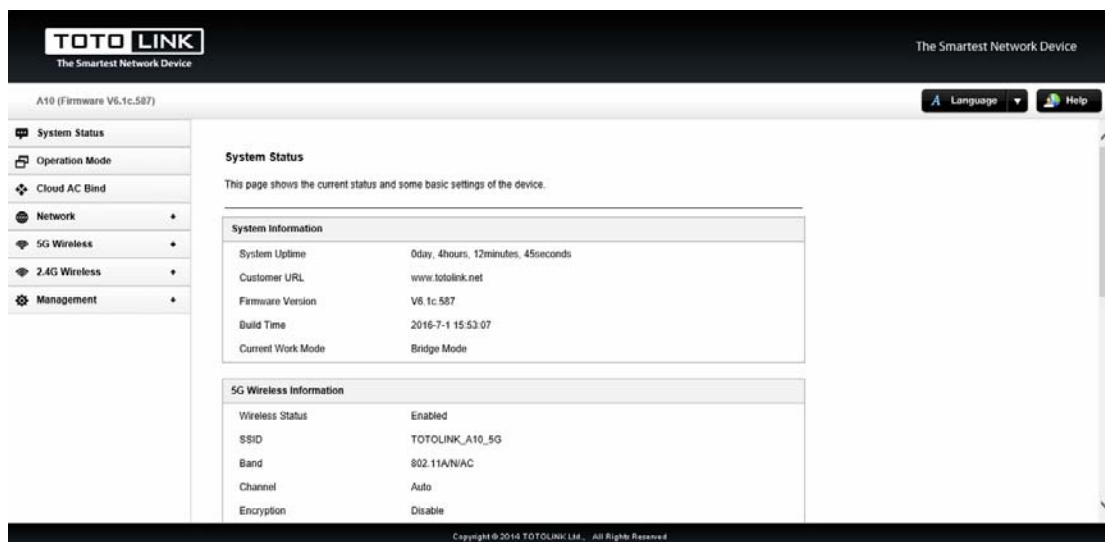 TOTO LINK
The Smartest Network Device
The Smartest Network Device
A10 (Firmware V6.1c.587)
A Language
Help
System Status
Operation Mode
Cloud AC Bind
Network +
5G Wireless +
2.4G Wireless +
Management +
System Status
This page shows the current status and some basic settings of the device.
System Information
System Uptime 0day, 4hours, 12minutes, 45seconds
Customer URL www.totolink.net
Firmware Version V6.1c.587
Build Time 2016-7-1 15:53:07
Current Work Mode Bridge Mode
5G Wireless Information
Wireless Status Enabled
SSID TOTOLINK_A10_5G
Band 802.11A/N/AC
Channel Auto
Encryption Disable
Copyright © 2014 TOTOLINK Ltd., All Rights Reserved